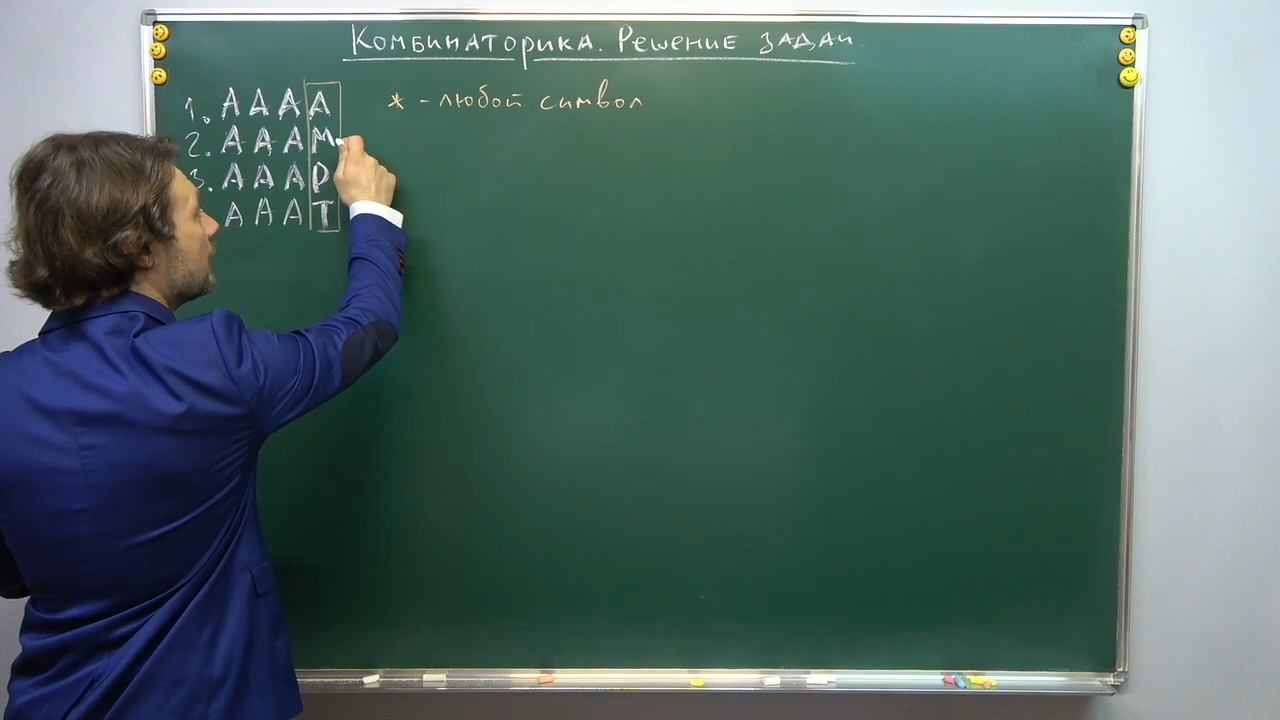 Комбинаторика. Решение задач.
1. А А А А
* - любой символ
2. А А А М
3. А А А Р
А А А Т